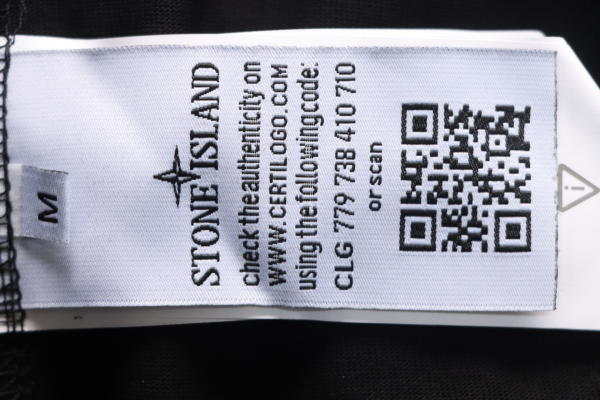 STONE ISLAND
check the authenticity on
WWW.CERTILOGO.COM
using the following code:
CLG 779 738 410 710
or scan
M